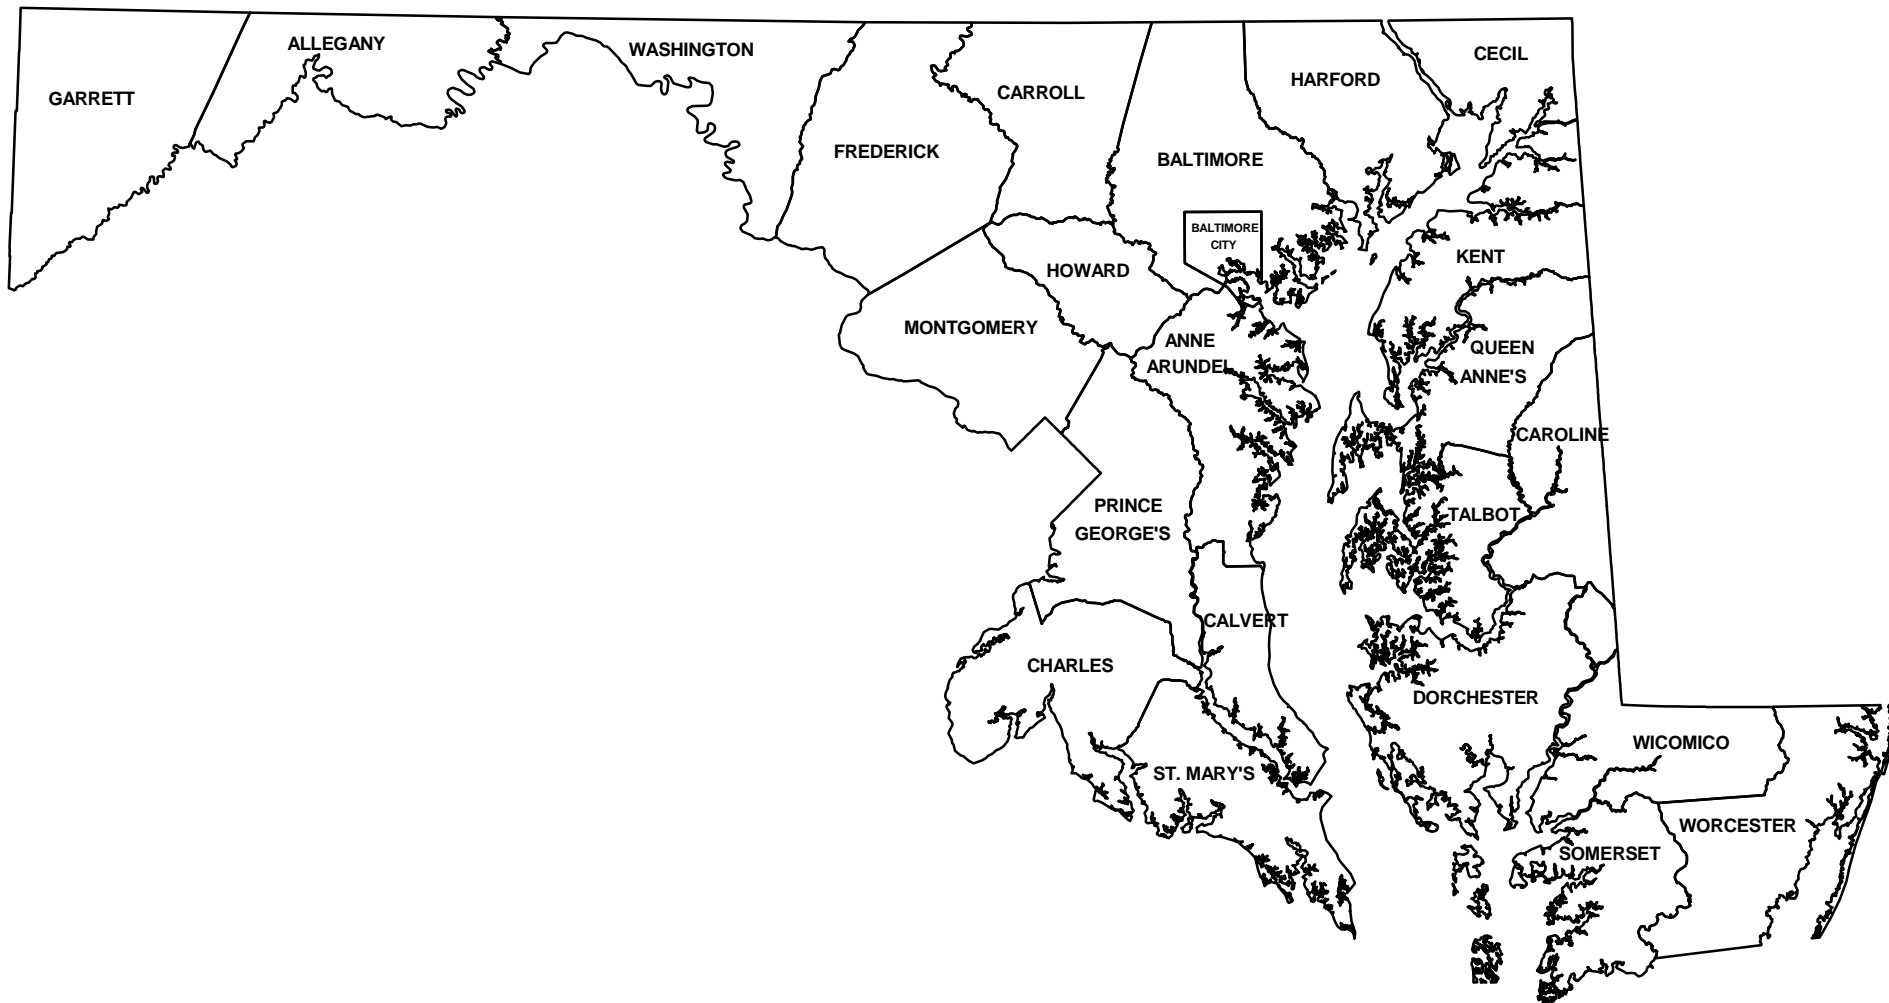 ALLEGANY
WASHINGTON
CECIL
GARRETT
CARROLL
HARFORD
FREDERICK
BALTIMORE
BALTIMORE
CITY
KENT
HOWARD
MONTGOMERY
ANNE
ARUNDEL
QUEEN
ANNE'S
CAROLINE
PRINCE
GEORGE'S
TALBOT
CALVERT
CHARLES
DORCHESTER
WICOMICO
ST. MARY'S
WORCESTER
SOMERSET